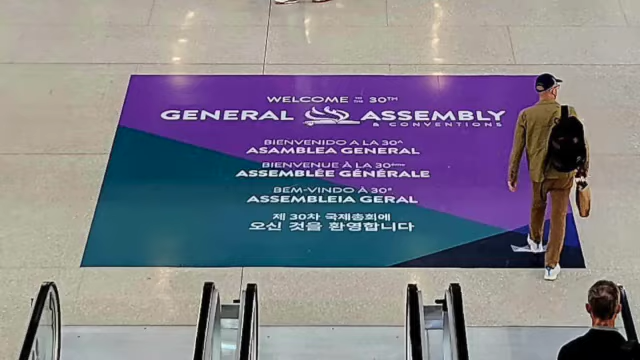 WELCOME TO THE 30TH
GENERAL ASSEMBLY
& CONVENTIONS
BIENVENIDO A LA 30ᴬ
ASAMBLEA GENERAL
BIENVENUE À LA 30ᵉᵐᵉ
ASSEMBLÉE GÉNÉRALE
BEM-VINDO À 30ᵃ
ASSEMBLEIA GERAL
제 30차 국제총회에
오신 것을 환영합니다